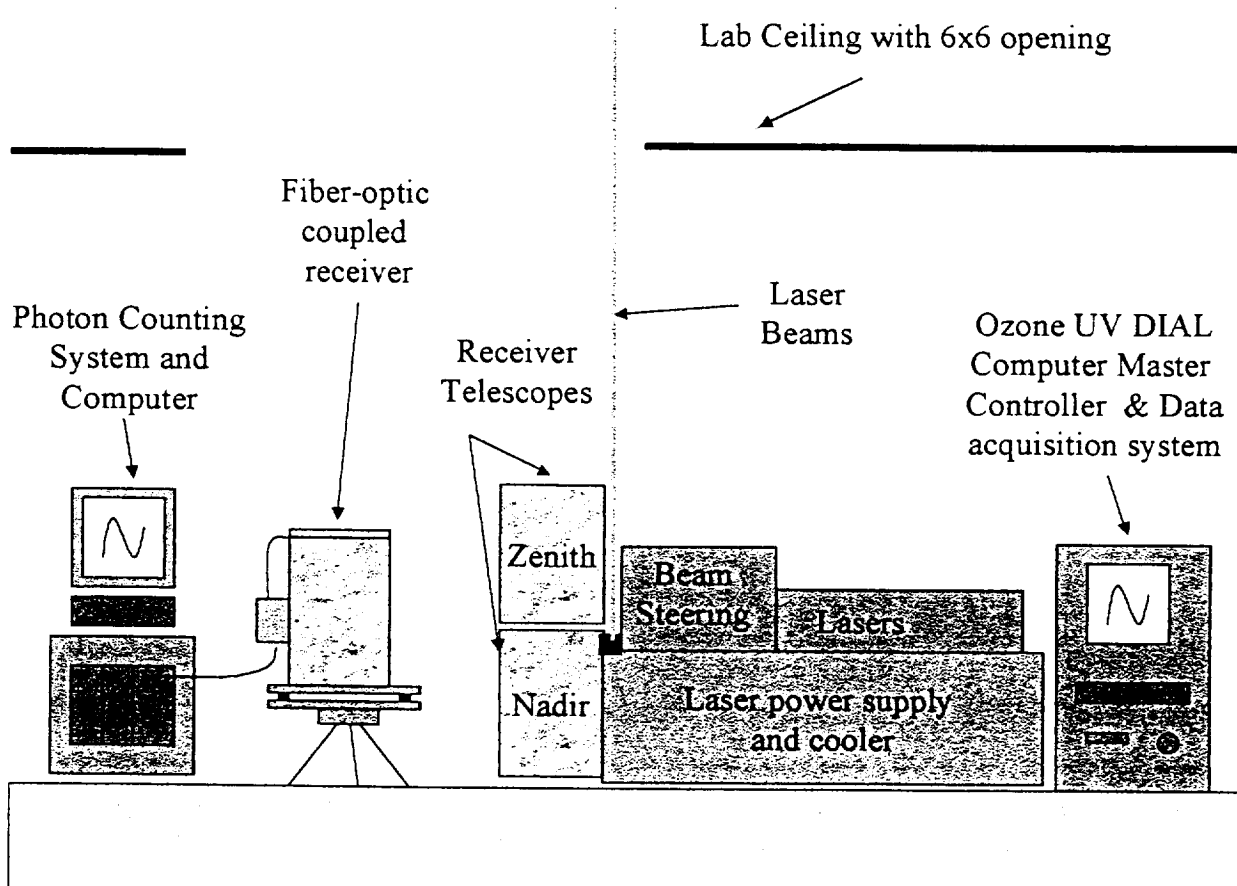 Lab Ceiling with 6x6 opening
Fiber-optic
coupled
receiver
Photon Counting
System and
Computer
Receiver
Telescopes
Laser
Beams
Ozone UV DIAL
Computer Master
Controller & Data
acquisition system
Zenith
Beam
Steering
Lasers
Nadir
Laser power supply
and cooler